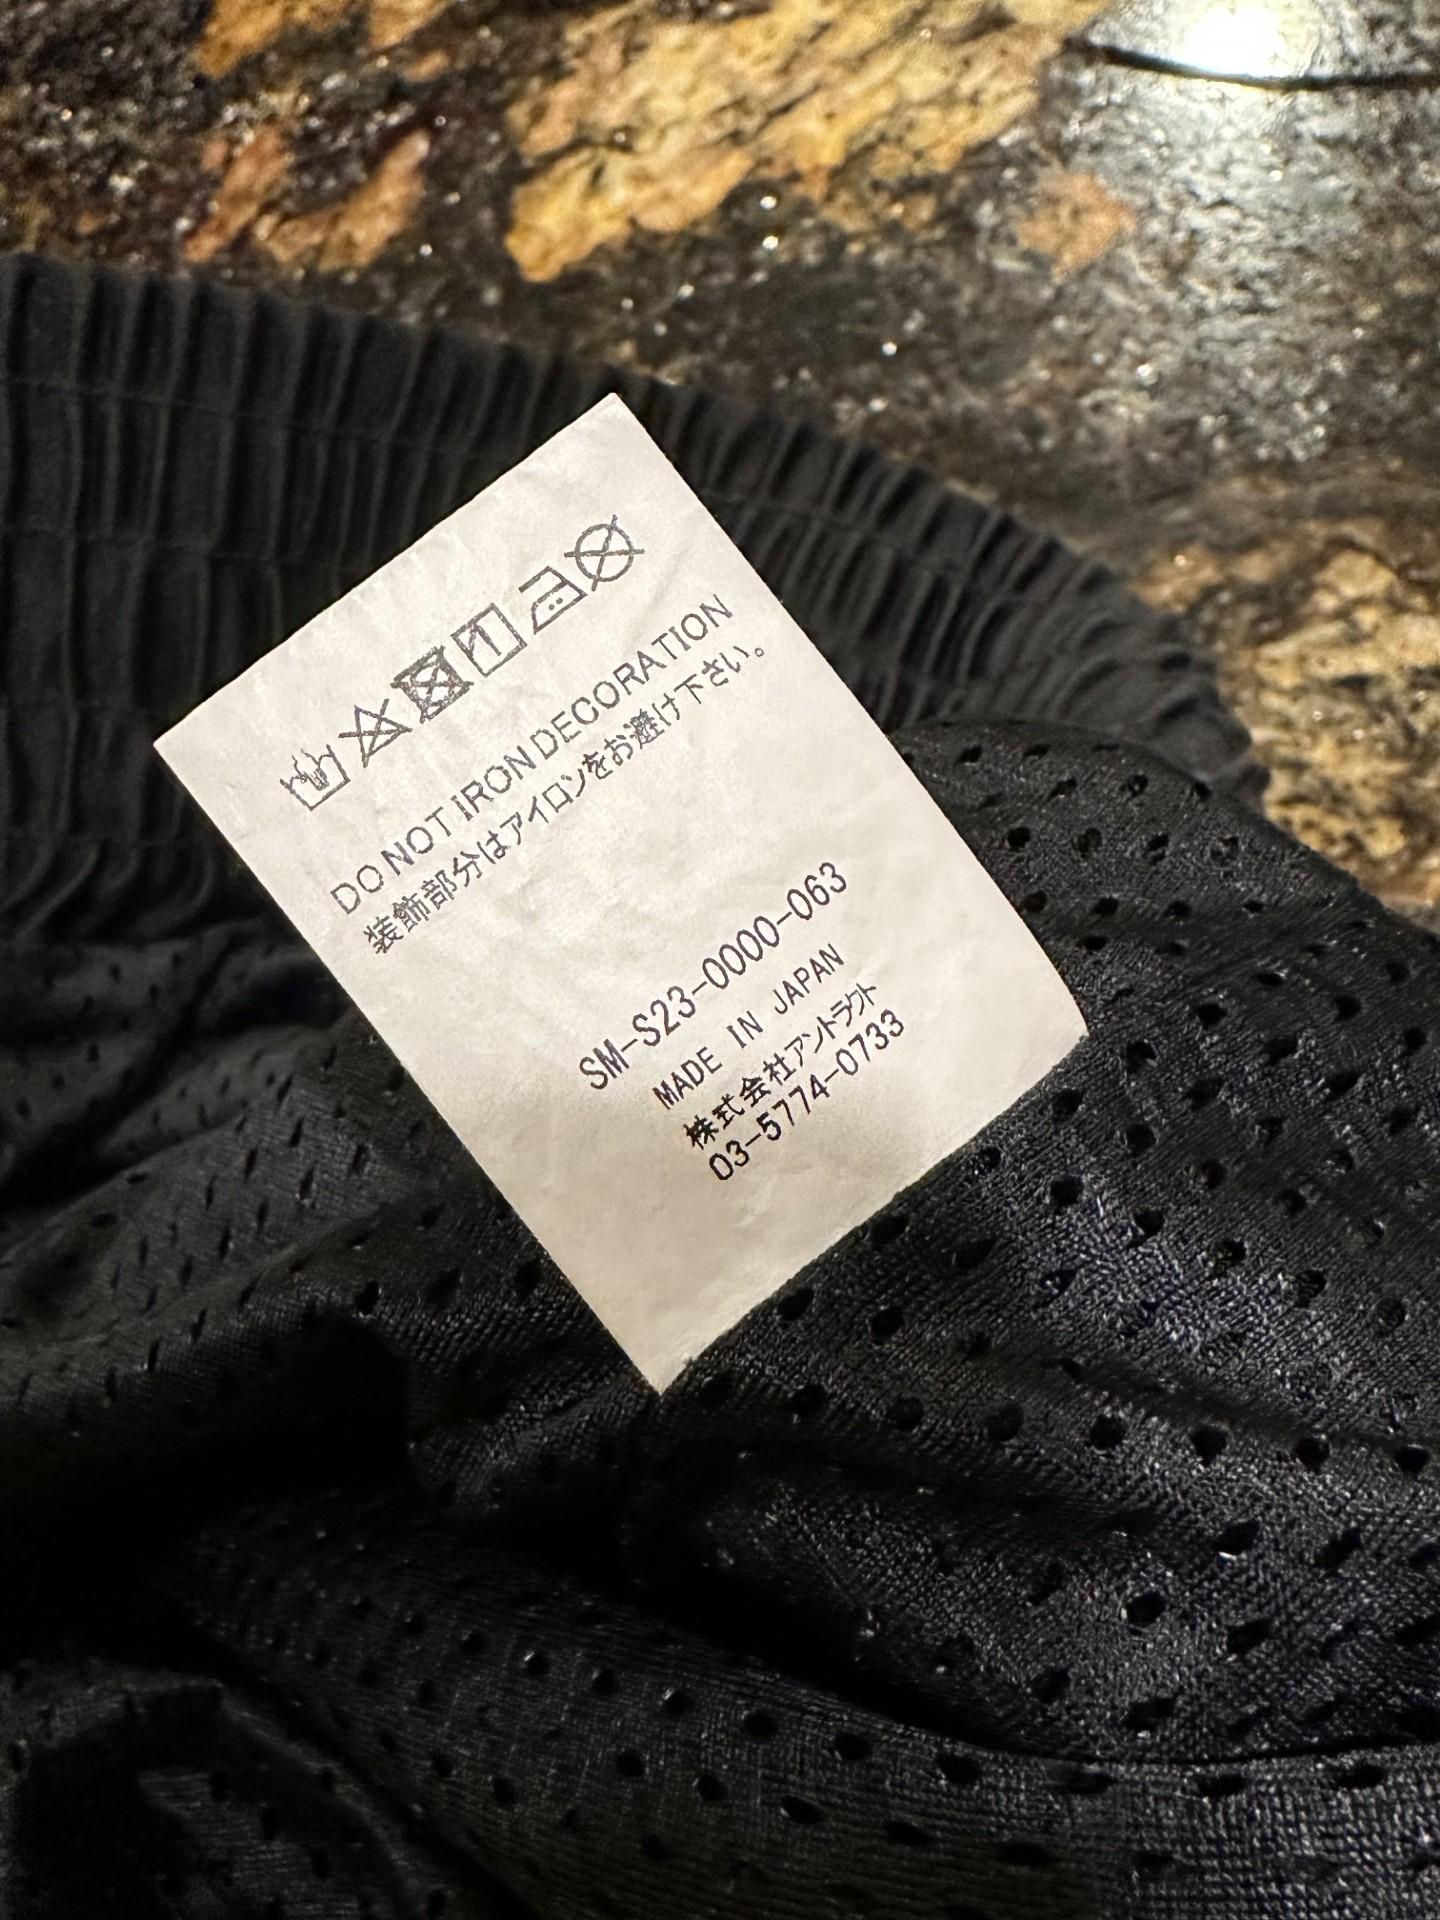 DO NOT IRON DECORATION
装飾部分はアイロンをお避け下さい。
SM-S23-0000-063
MADE IN JAPAN
株式会社アントラクト
03-5774-0733